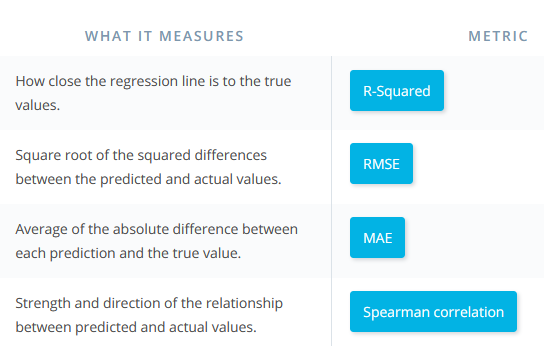 WHAT IT MEASURES METRIC
How close the regression line is to the true
values.
R-Squared
Square root of the squared differences
between the predicted and actual values.
RMSE
Average of the absolute difference between
each prediction and the true value.
MAE
Strength and direction of the relationship
between predicted and actual values.
Spearman correlation